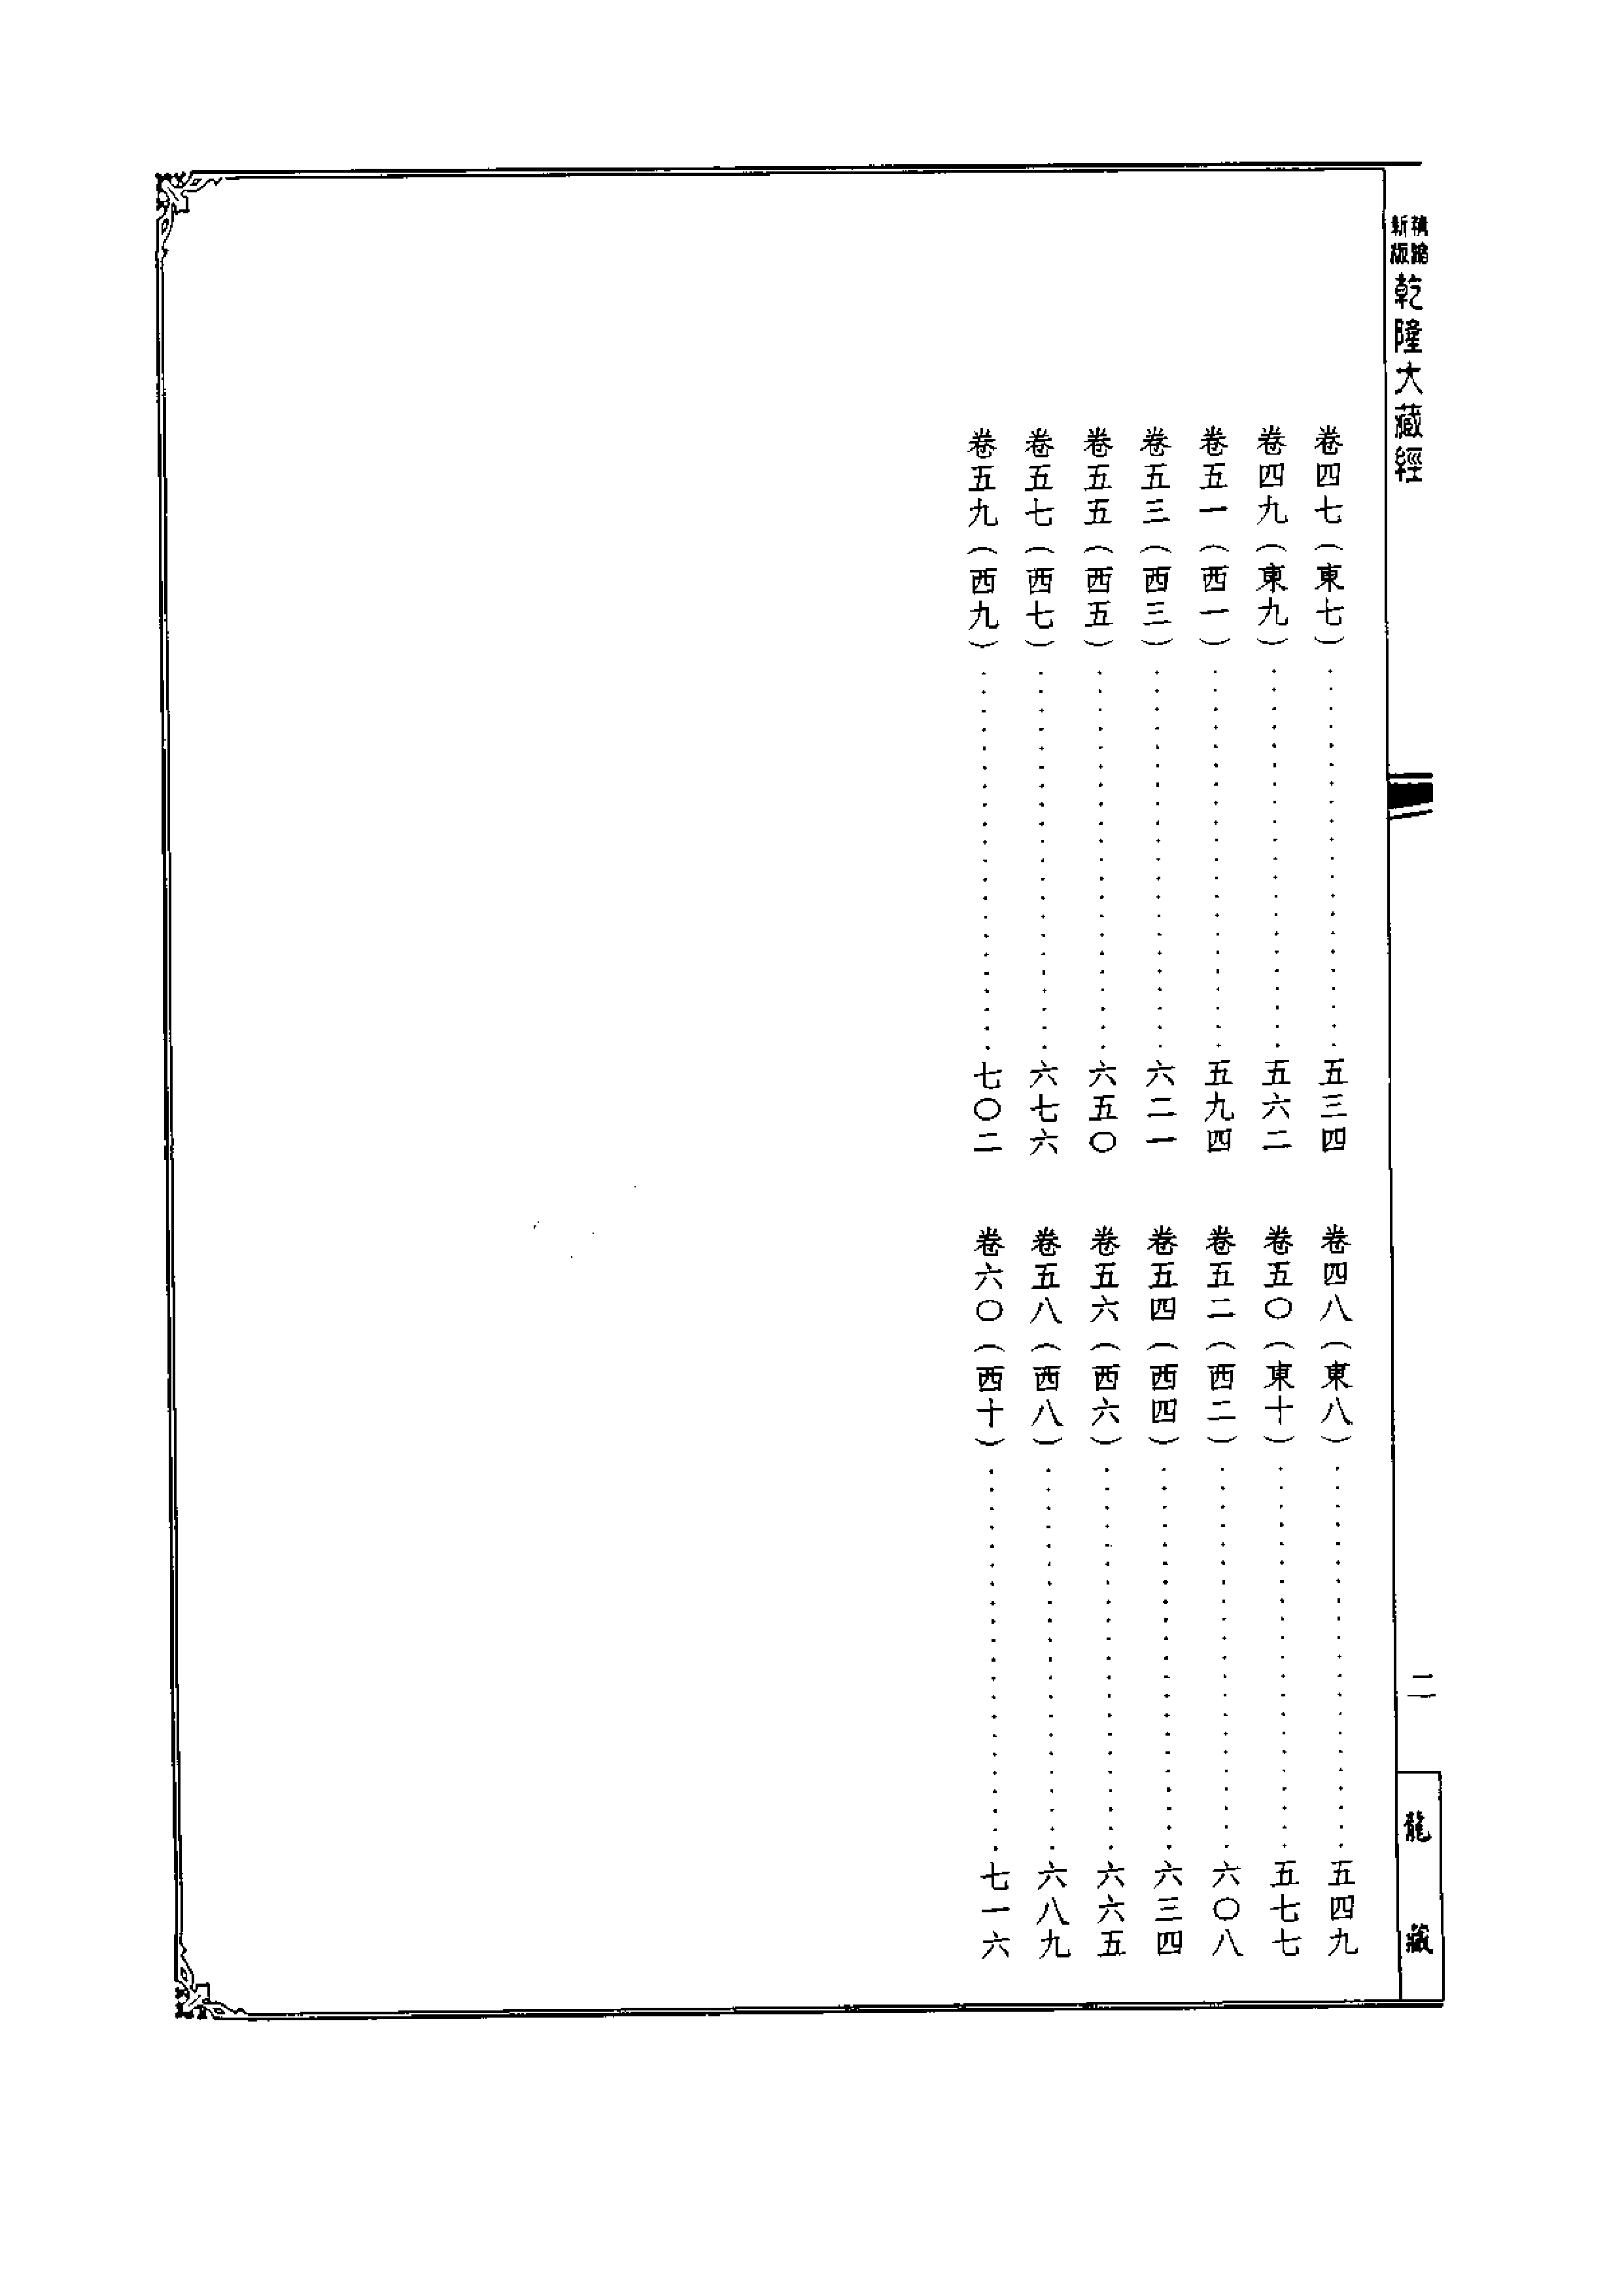 新版
乾隆大藏經
卷四七（東七）……五三四
卷四八（東八）……五四九
卷四九（東九）……五六二
卷五〇（東十）……五七七
卷五一（西一）……五九四
卷五二（西二）……六〇八
卷五三（西三）……六二一
卷五四（西四）……六三四
卷五五（西五）……六五〇
卷五六（西六）……六六五
卷五七（西七）……六七六
卷五八（西八）……六八九
卷五九（西九）……七〇二
卷六〇（西十）……七一六
二
龍藏